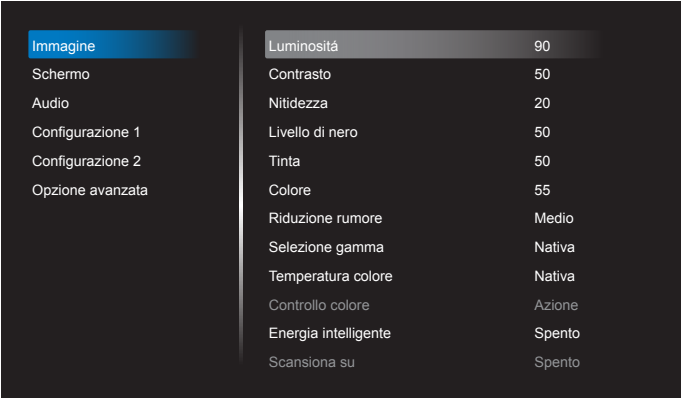 Immagine
Schermo
Audio
Configurazione 1
Configurazione 2
Opzione avanzata
Luminositá 90
Contrasto 50
Nitidezza 20
Livello di nero 50
Tinta 50
Colore 55
Riduzione rumore Medio
Selezione gamma Nativa
Temperatura colore Nativa
Controllo colore Azione
Energia intelligente Spento
Scansiona su Spento